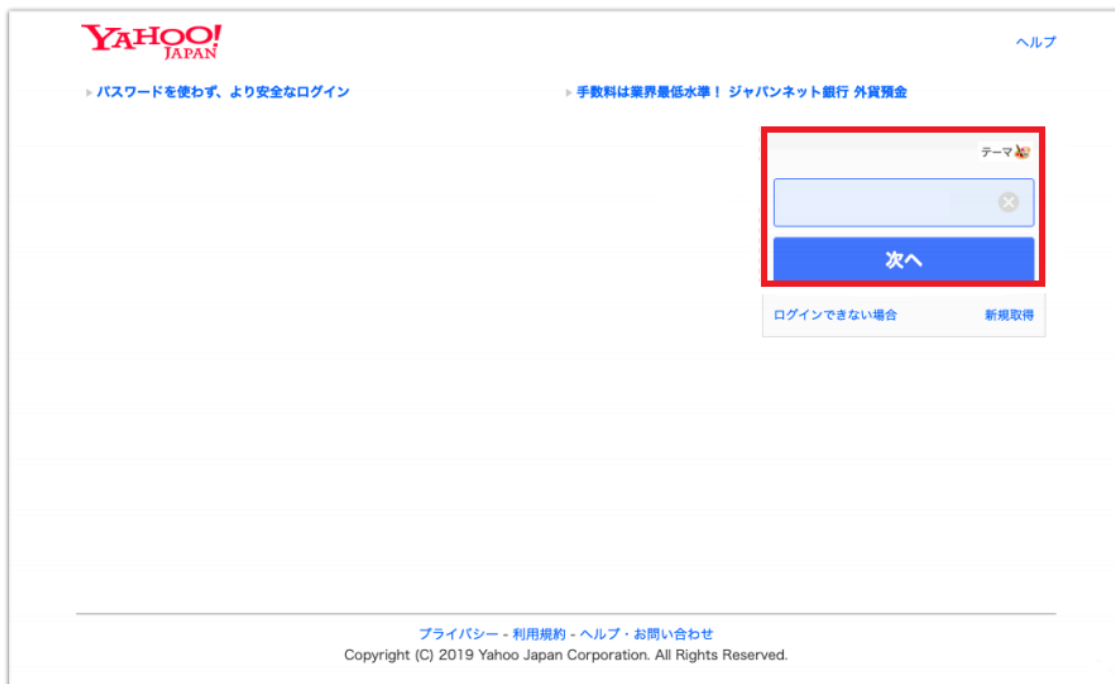 YAHOO!
JAPAN
ヘルプ
パスワードを使わず、より安全なログイン
手数料は業界最低水準！ ジャパンネット銀行 外貨預金
テーマ
次へ
ログインできない場合
新規取得
プライバシー - 利用規約 - ヘルプ・お問い合わせ
Copyright (C) 2019 Yahoo Japan Corporation. All Rights Reserved.